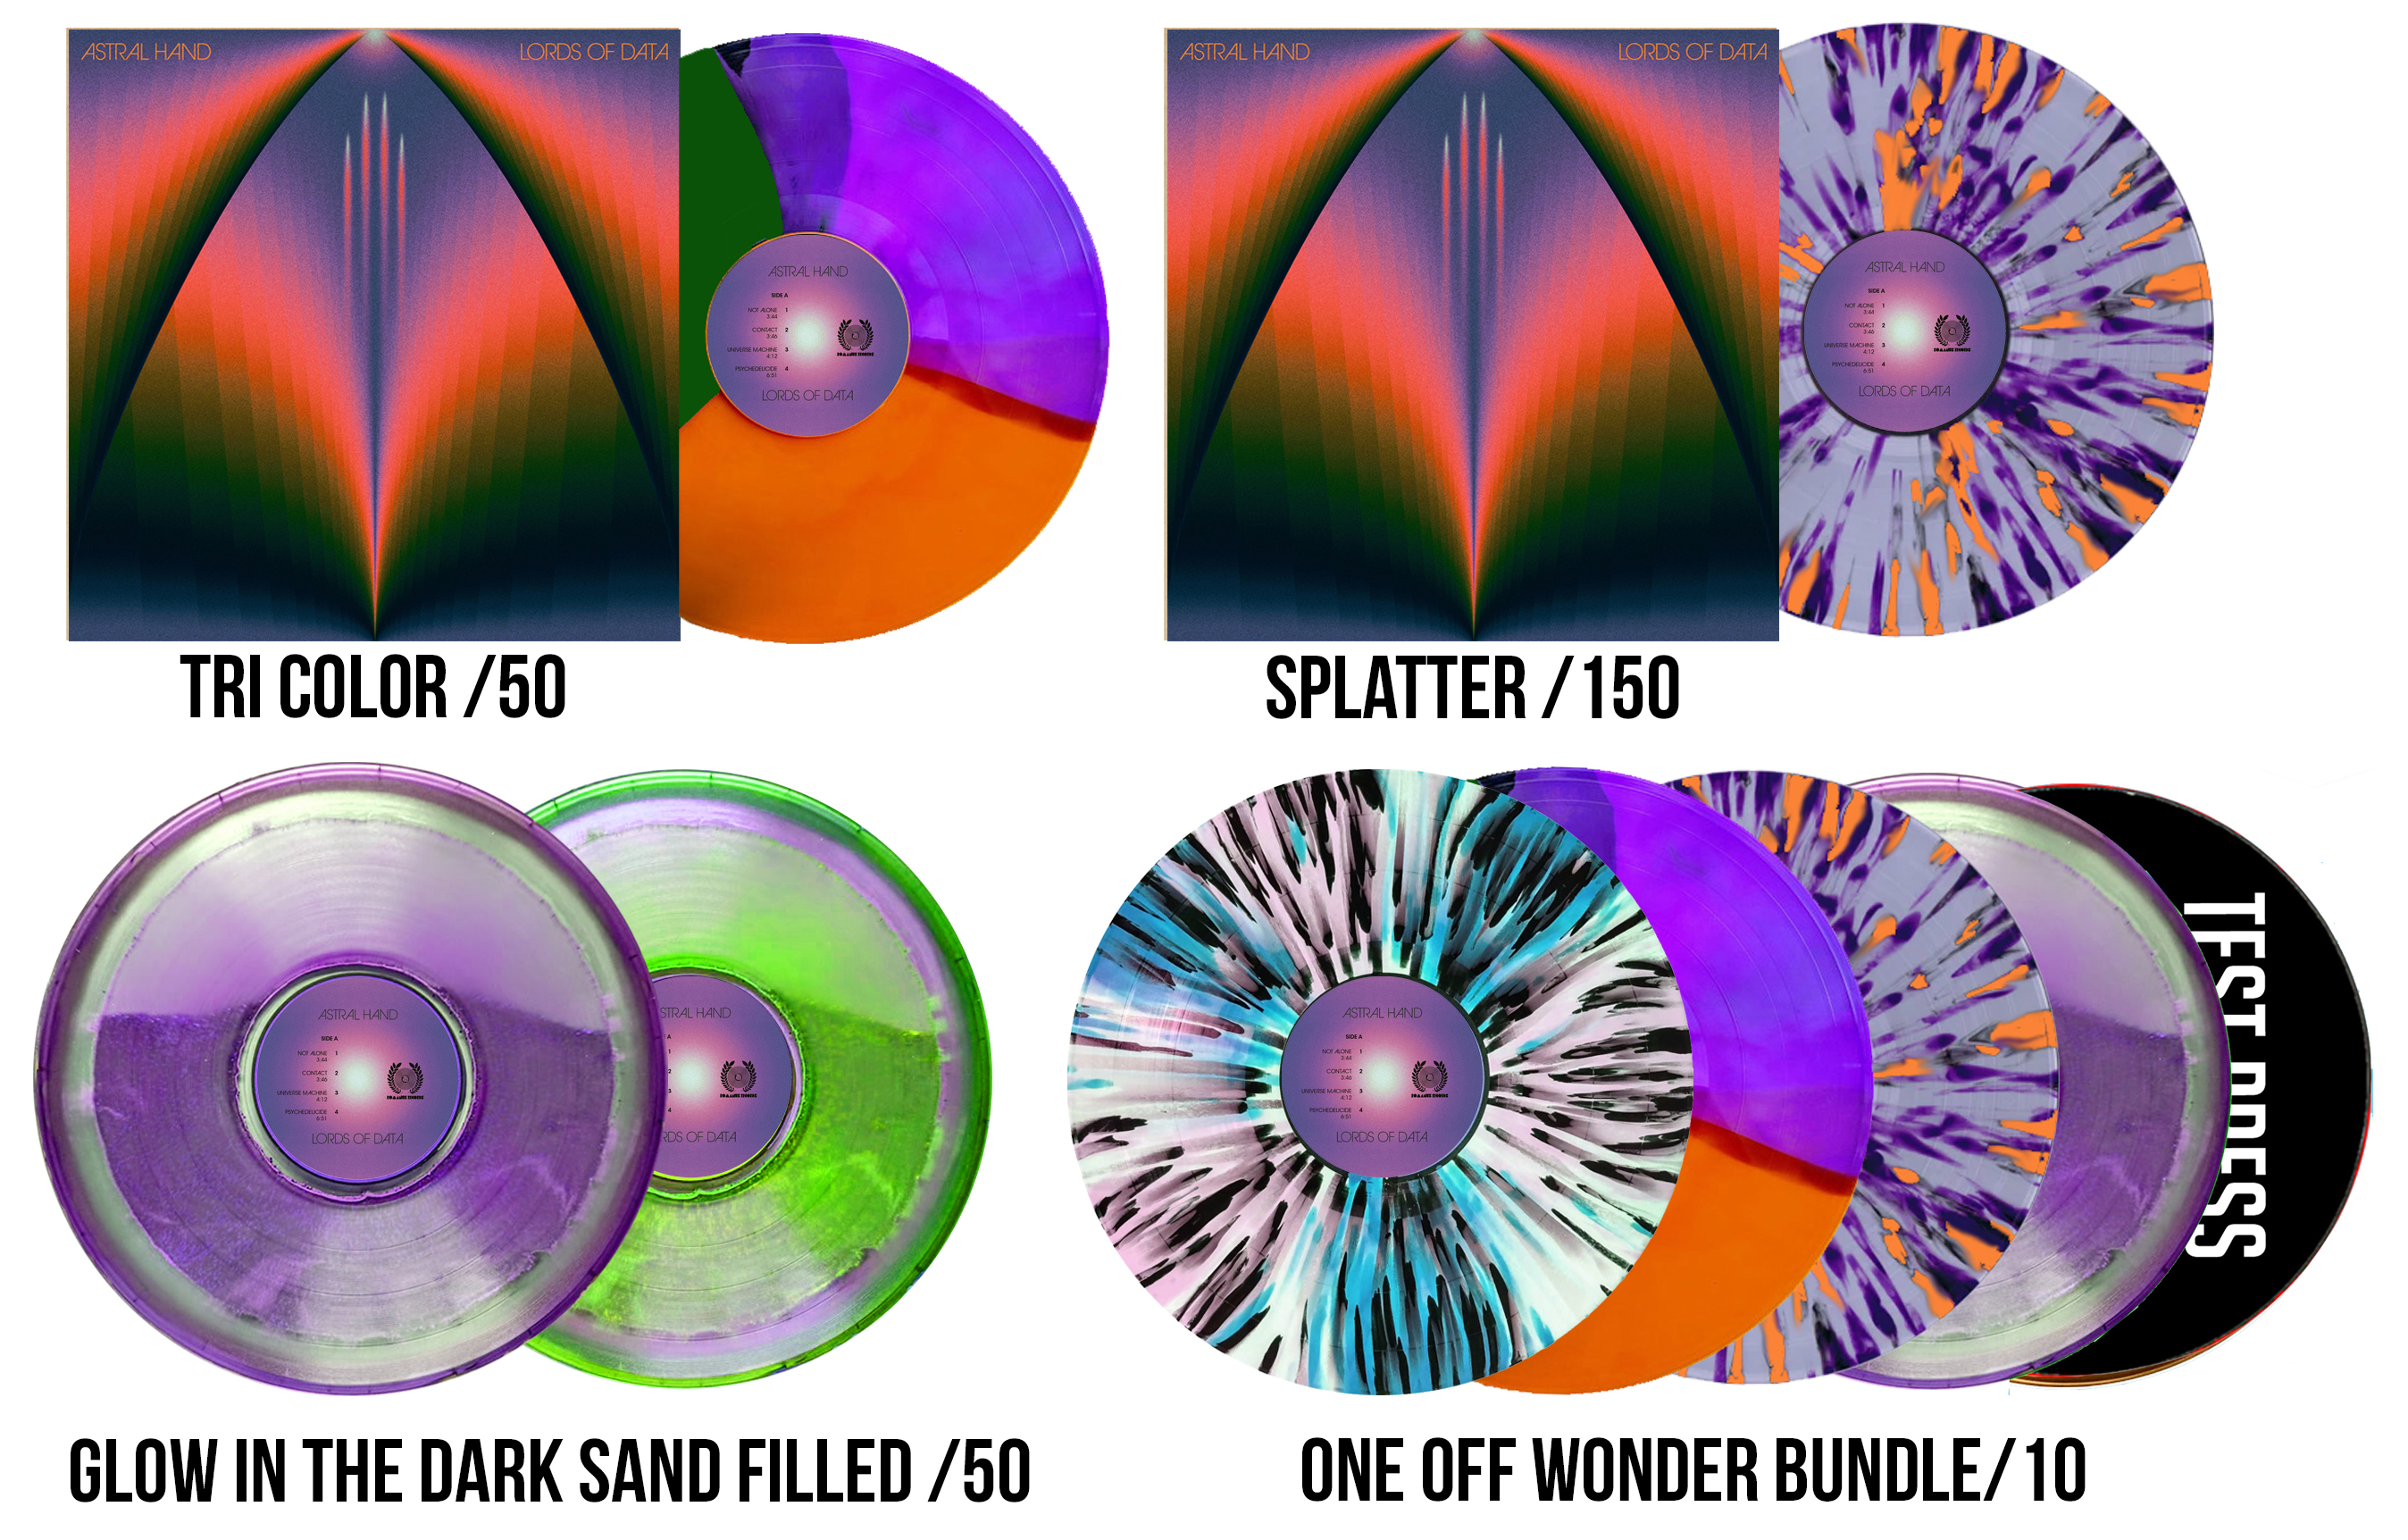 ASTRAL HAND LORDS OF DATA
ASTRAL HAND
SIDE A
NOT ALONE 1
3:44
CONTACT 2
3:46
UNIVERSE MACHINE 3
4:12
PSYCHEDELICIDE 4
6:51
LORDS OF DATA
TRI COLOR /50
ASTRAL HAND LORDS OF DATA
ASTRAL HAND
SIDE A
NOT ALONE 1
3:44
CONTACT 2
3:46
UNIVERSE MACHINE 3
4:12
PSYCHEDELICIDE 4
6:51
LORDS OF DATA
SPLATTER /150
ASTRAL HAND
SIDE A
NOT ALONE 1
3:44
CONTACT 2
3:46
UNIVERSE MACHINE 3
4:12
PSYCHEDELICIDE 4
6:51
LORDS OF DATA
STRAL HAND
A
1
2
3
4
RDS OF DATA
GLOW IN THE DARK SAND FILLED /50
ASTRAL HAND
SIDE A
NOT ALONE 1
3:44
CONTACT 2
3:46
UNIVERSE MACHINE 3
4:12
PSYCHEDELICIDE 4
6:51
LORDS OF DATA
TEST PRESS
ONE OFF WONDER BUNDLE/10